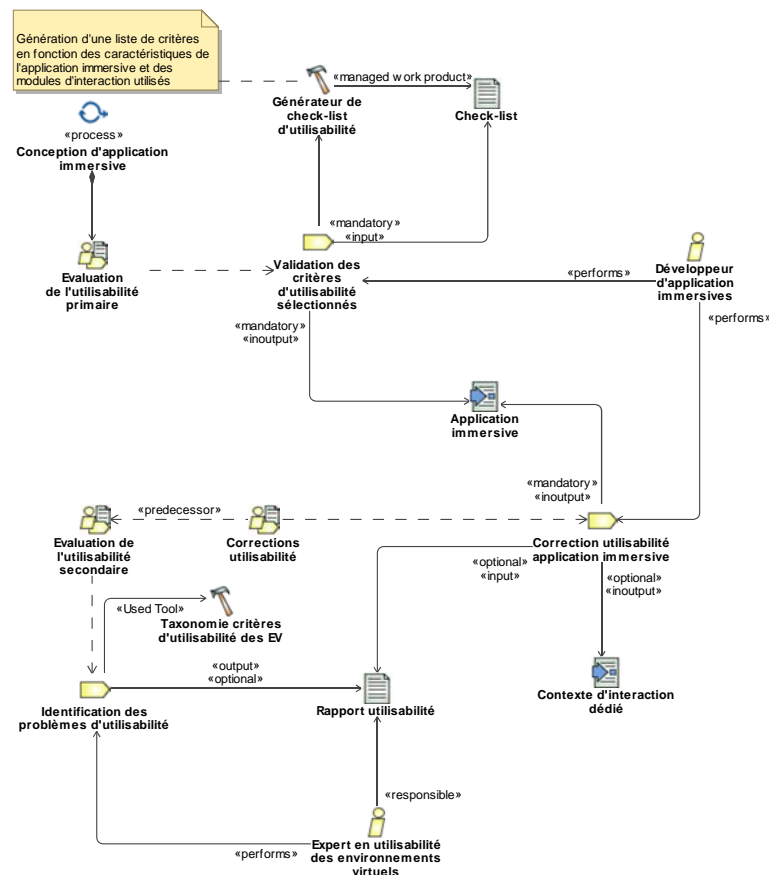 Génération d'une liste de critères
en fonction des caractéristiques de
l'application immersive et des
modules d'interaction utilisés
«managed work product»
Générateur de
check-list
d'utilisabilité
Check-list
«process»
Conception d'application
immersive
«mandatory»
«input»
Evaluation
de l'utilisabilité
primaire
Validation des
critères
d'utilisabilité
sélectionnés
«performs»
Développeur
d'application
immersives
«mandatory»
«inoutput»
«performs»
Application
immersive
«mandatory»
«inoutput»
«predecessor»
Evaluation de
l'utilisabilité
secondaire
Corrections
utilisabilité
Correction utilisabilité
application immersive
«optional»
«input»
«optional»
«inoutput»
«Used Tool»
Taxonomie critères
d'utilisabilité des EV
«output»
«optional»
Identification des
problèmes d'utilisabilité
Rapport utilisabilité
Contexte d'interaction
dédié
«responsible»
«performs»
Expert en utilisabilité
des environnements
virtuels